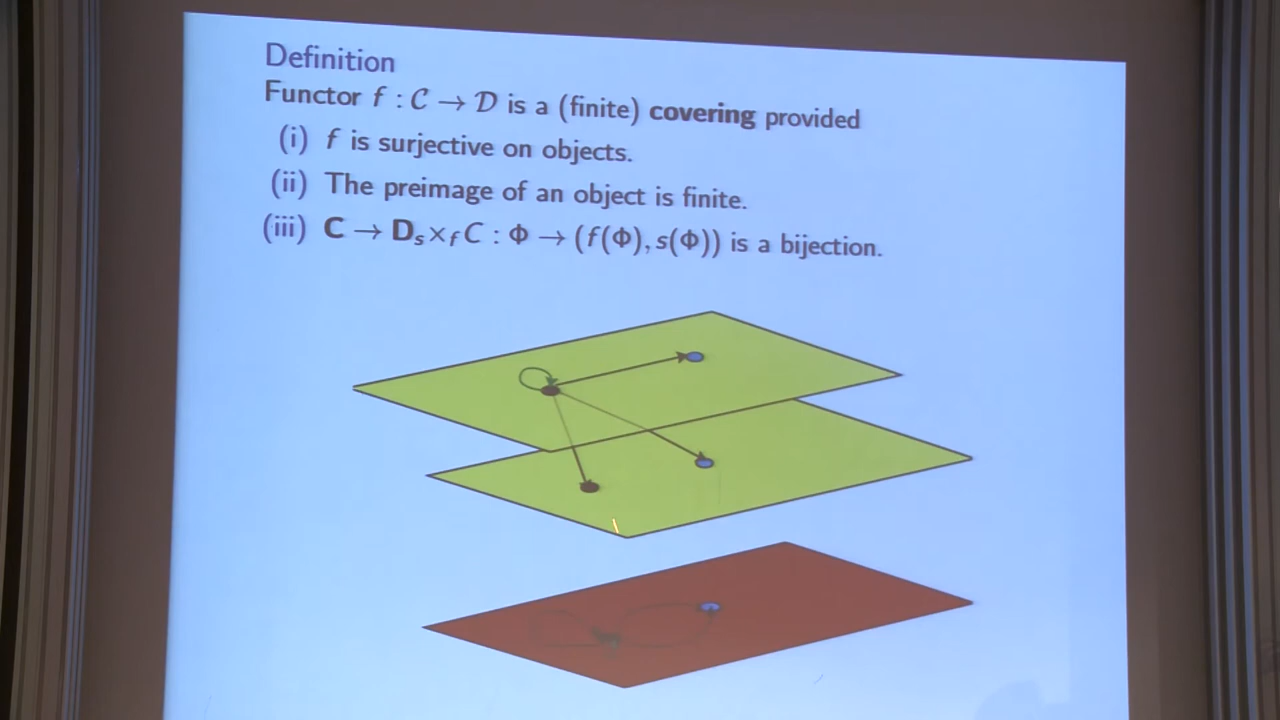 Definition
Functor f : 𝒞 → 𝒟 is a (finite) covering provided
(i) f is surjective on objects.
(ii) The preimage of an object is finite.
(iii) C → Dₛ×_f C : Φ → (f(Φ), s(Φ)) is a bijection.